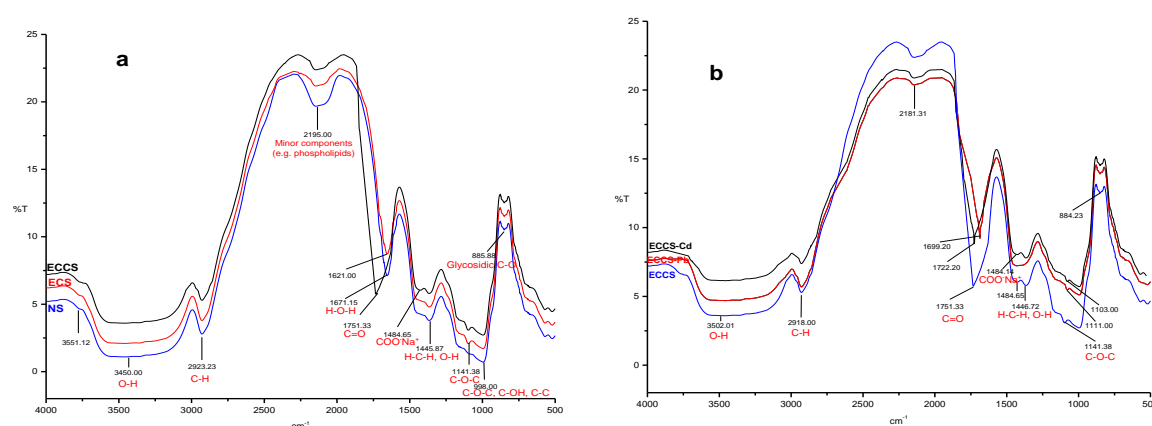 a
25
20
15
%T
10
5
0
ECCS
ECS
NS
3551.12
3450.00
O-H
2923.23
C-H
2195.00
Minor components
(e.g. phospholipids)
1621.00
1671.15
H-O-H
1751.33
C=O
1484.65
COO-Na+
1445.87
H-C-H, O-H
885.88
Glycosidic C-O
1141.38
C-O-C
998.00
C-O-C, C-OH, C-C
4000 3500 3000 2500 2000 1500 1000 500
cm-1
b
25
20
15
%T
10
5
0
ECCS-Cd
ECCS-Pb
ECCS
3502.01
O-H
2918.00
C-H
2181.31
1699.20
1722.20
1751.33
C=O
1484.14
COO-Na+
1484.65
1446.72
H-C-H, O-H
884.23
1103.00
1111.00
1141.38
C-O-C
4000 3500 3000 2500 2000 1500 1000 500
cm-1